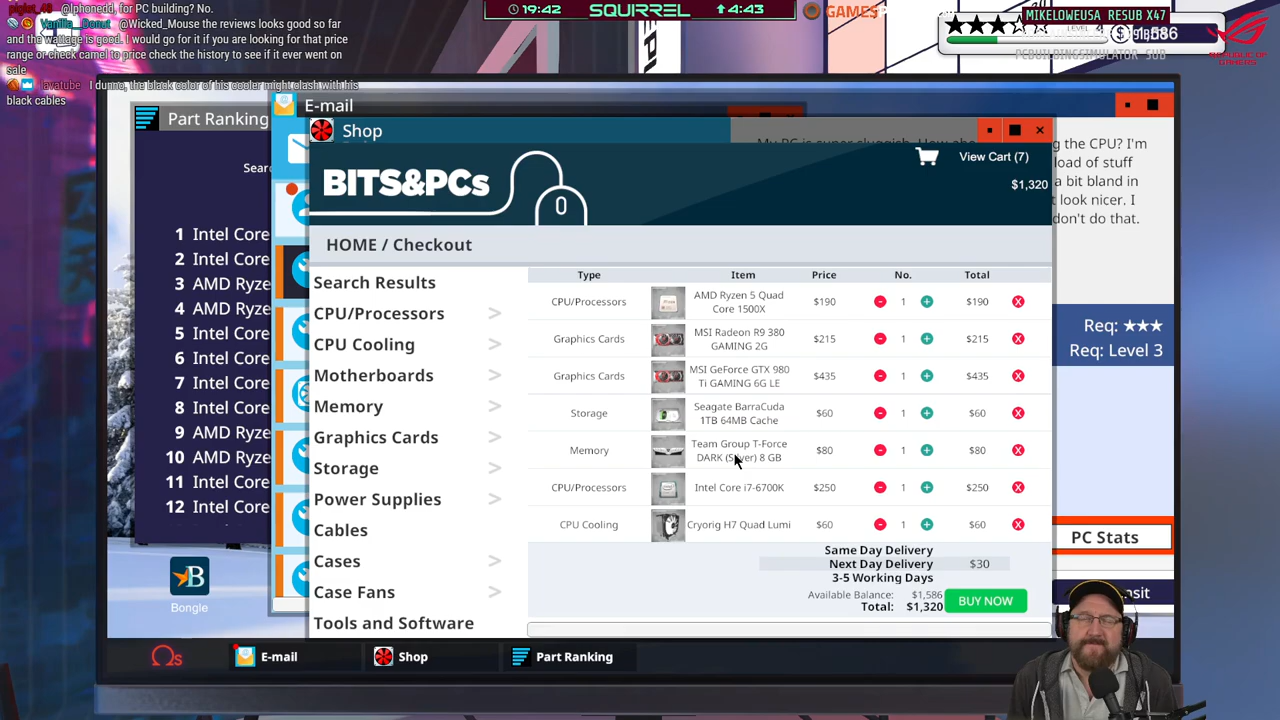 @Iphonedd, for PC building? No.
Vanilla_Donut @Wicked_Mouse the reviews looks good so far
and the wattage is good. I would go for it if you are looking for that price
range or check camel to price check the history to see if it ever went on
sale
I dunno, the black color of his cooler might clash with his
black cables
19:42 SQUIRREL 4:43
GAMESP
MIKELOWEUSA RESUB X47
PCBUILDINGSIMULATOR SUB
REPUBLIC OF
GAMERS
Part Ranking
E-mail
Shop
BITS&PCs
View Cart (7)
$1,320
HOME / Checkout
Search Results
CPU/Processors >
CPU Cooling >
Motherboards >
Memory >
Graphics Cards >
Storage >
Power Supplies >
Cables
Cases >
Case Fans >
Tools and Software
Type Item Price No. Total
CPU/Processors AMD Ryzen 5 Quad Core 1500X $190 - 1 + $190 X
Graphics Cards MSI Radeon R9 380 GAMING 2G $215 - 1 + $215 X
Graphics Cards MSI GeForce GTX 980 Ti GAMING 6G LE $435 - 1 + $435 X
Storage Seagate BarraCuda 1TB 64MB Cache $60 - 1 + $60 X
Memory Team Group T-Force DARK (Silver) 8 GB $80 - 1 + $80 X
CPU/Processors Intel Core i7-6700K $250 - 1 + $250 X
CPU Cooling Cryorig H7 Quad Lumi $60 - 1 + $60 X
Same Day Delivery
Next Day Delivery $30
3-5 Working Days
Available Balance: $1,586
Total: $1,320
BUY NOW
Sear
1 Intel Core
2 Intel Core
3 AMD Ryze
4 AMD Ryze
5 Intel Core
6 Intel Core
7 Intel Core
8 Intel Core
9 AMD Ryze
10 AMD Ryze
11 Intel Core
12 Intel Core
g the CPU? I'm
load of stuff
a bit bland in
look nicer. I
don't do that.
Req: ★★★
Req: Level 3
PC Stats
Bongle
E-mail
Shop
Part Ranking